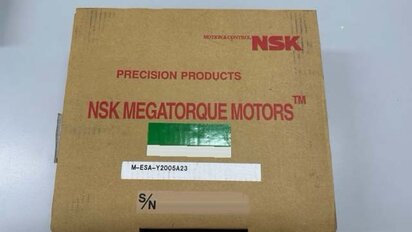 MOTION & CONTROL NSK
PRECISION PRODUCTS
NSK MEGATORQUE MOTORS™
M-ESA-Y2005A23
S/N